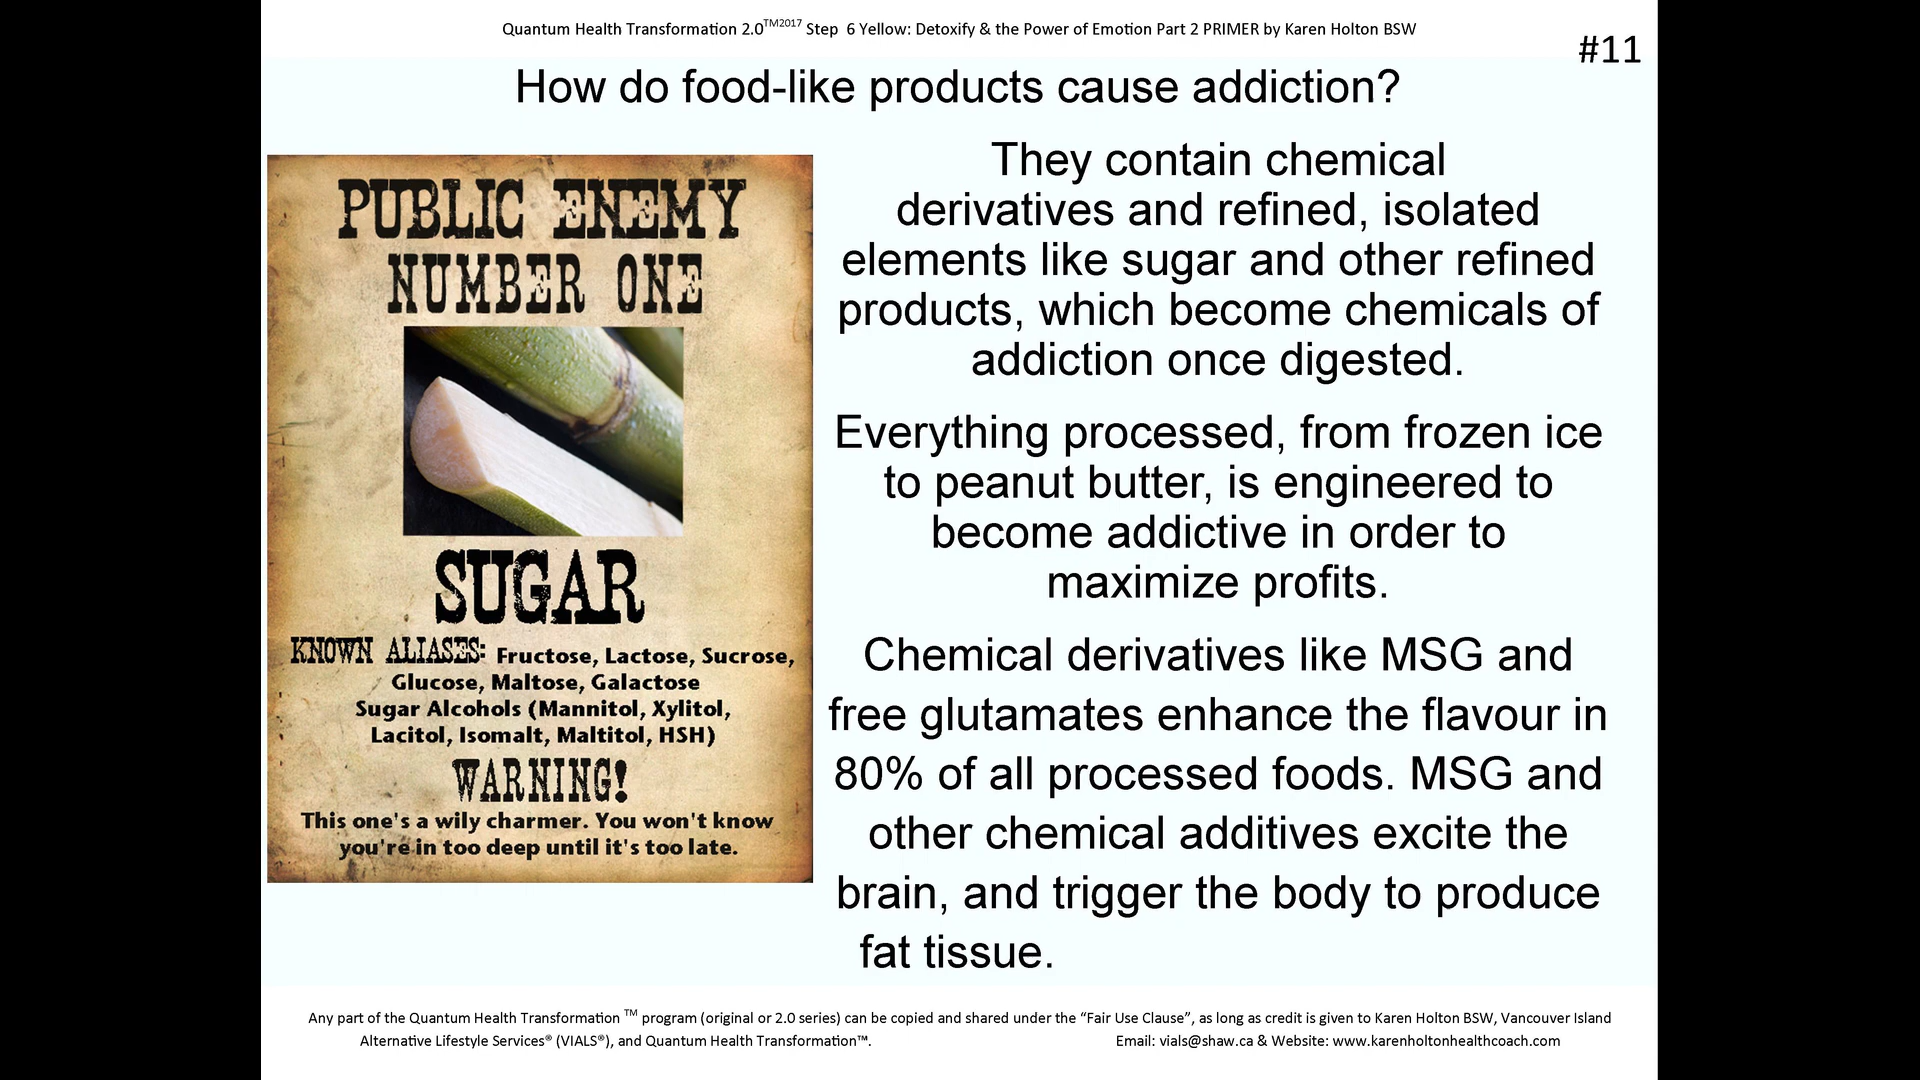 Quantum Health Transformation 2.0TM2017 Step 6 Yellow: Detoxify & the Power of Emotion Part 2 PRIMER by Karen Holton BSW
#11
How do food-like products cause addiction?
PUBLIC ENEMY
NUMBER ONE
SUGAR
KNOWN ALIASES: Fructose, Lactose, Sucrose,
Glucose, Maltose, Galactose
Sugar Alcohols (Mannitol, Xylitol,
Lacitol, Isomalt, Maltitol, HSH)
WARNING!
This one's a wily charmer. You won't know
you're in too deep until it's too late.
They contain chemical
derivatives and refined, isolated
elements like sugar and other refined
products, which become chemicals of
addiction once digested.
Everything processed, from frozen ice
to peanut butter, is engineered to
become addictive in order to
maximize profits.
Chemical derivatives like MSG and
free glutamates enhance the flavour in
80% of all processed foods. MSG and
other chemical additives excite the
brain, and trigger the body to produce
fat tissue.
Any part of the Quantum Health Transformation TM program (original or 2.0 series) can be copied and shared under the “Fair Use Clause”, as long as credit is given to Karen Holton BSW, Vancouver Island
Alternative Lifestyle Services® (VIALS®), and Quantum Health Transformation™. Email: vials@shaw.ca & Website: www.karenholtonhealthcoach.com